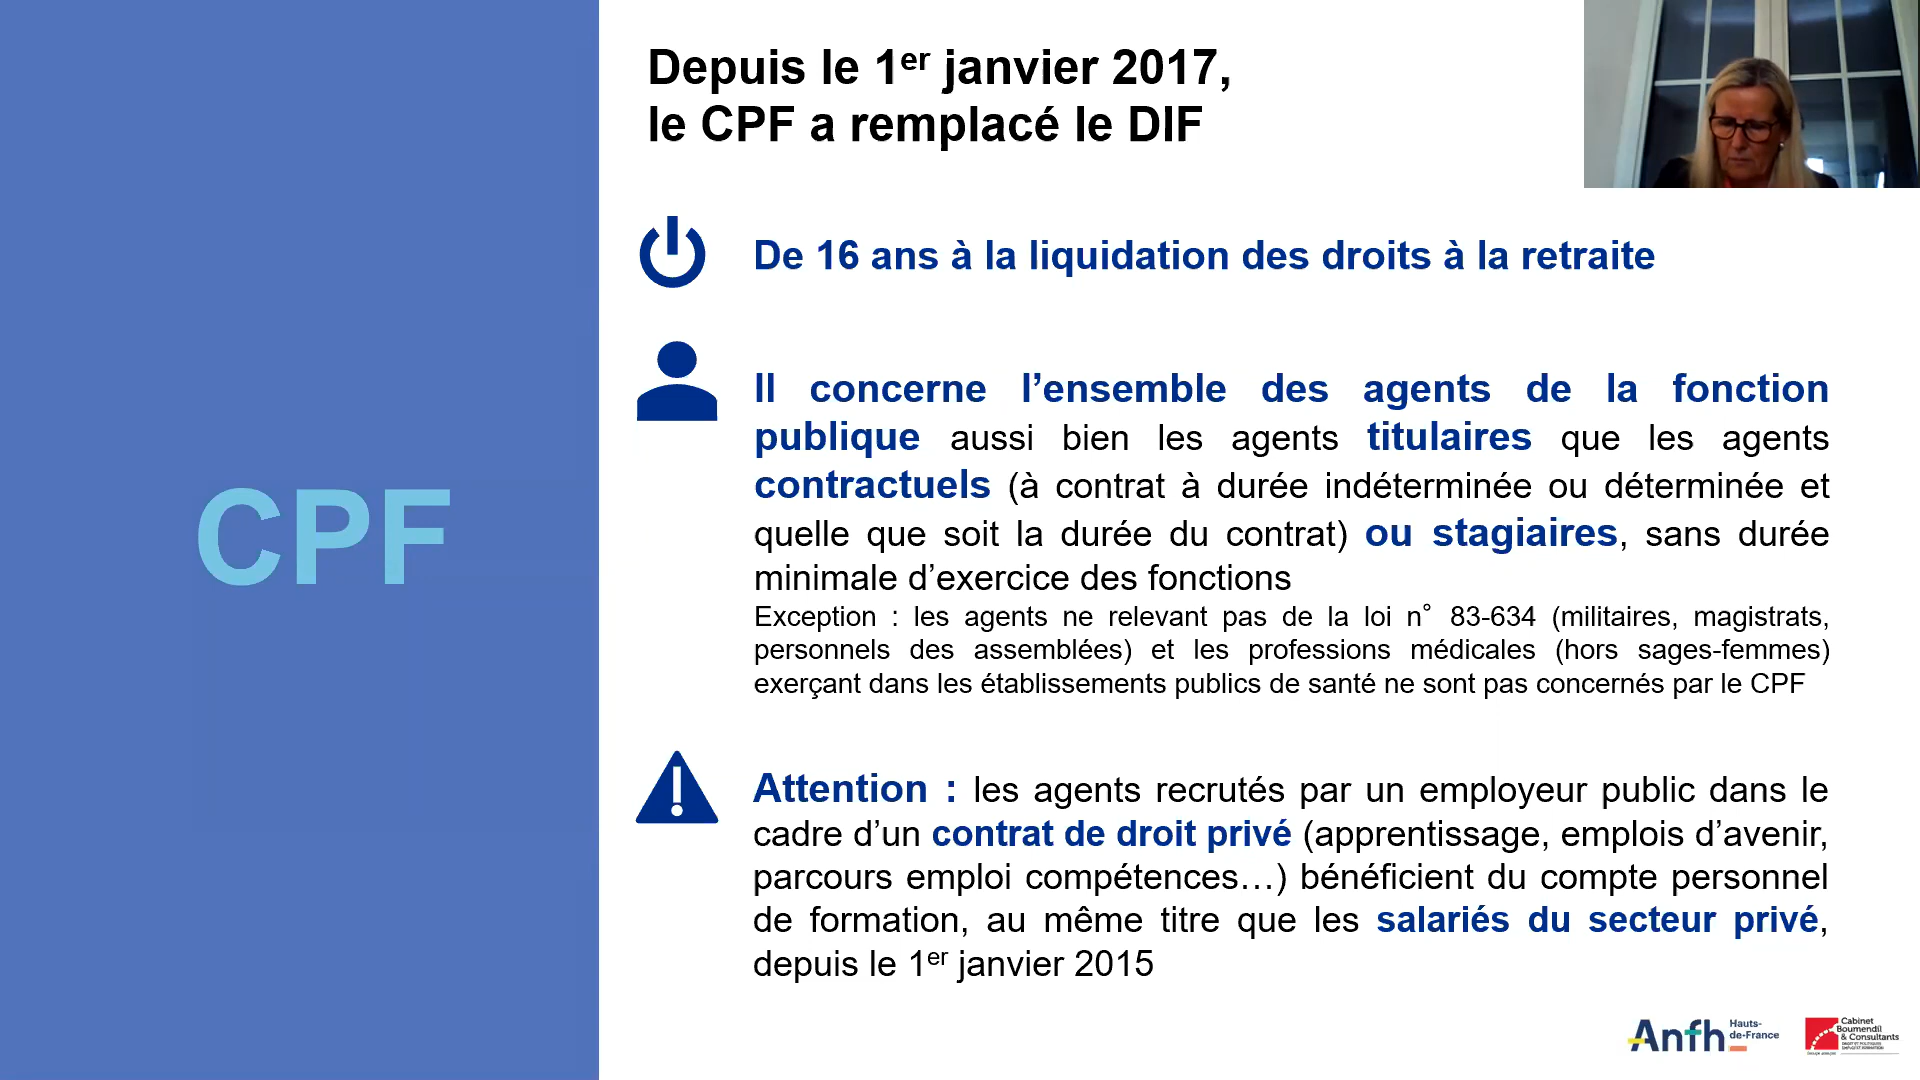 Depuis le 1er janvier 2017,
le CPF a remplacé le DIF
De 16 ans à la liquidation des droits à la retraite
CPF
Il concerne l’ensemble des agents de la fonction
publique aussi bien les agents titulaires que les agents
contractuels (à contrat à durée indéterminée ou déterminée et
quelle que soit la durée du contrat) ou stagiaires, sans durée
minimale d’exercice des fonctions
Exception : les agents ne relevant pas de la loi n° 83-634 (militaires, magistrats,
personnels des assemblées) et les professions médicales (hors sages-femmes)
exerçant dans les établissements publics de santé ne sont pas concernés par le CPF
Attention : les agents recrutés par un employeur public dans le
cadre d’un contrat de droit privé (apprentissage, emplois d’avenir,
parcours emploi compétences…) bénéficient du compte personnel
de formation, au même titre que les salariés du secteur privé,
depuis le 1er janvier 2015
Anfh Hauts-
de-France
Cabinet
Boumendil
& Consultants